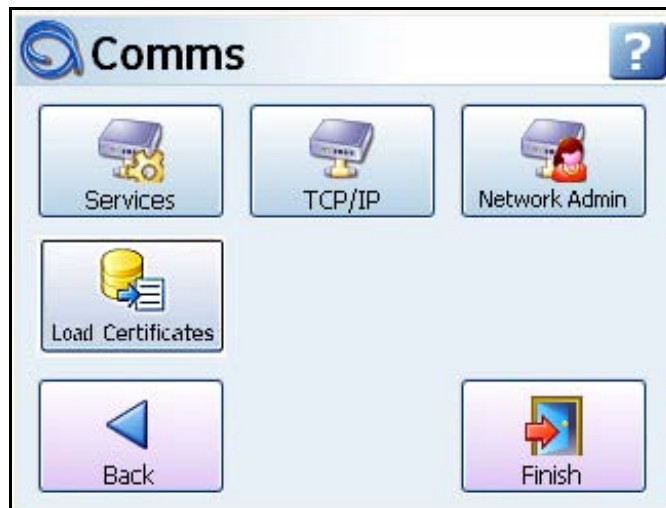 Comms
?
Services
TCP/IP
Network Admin
Load Certificates
Back
Finish